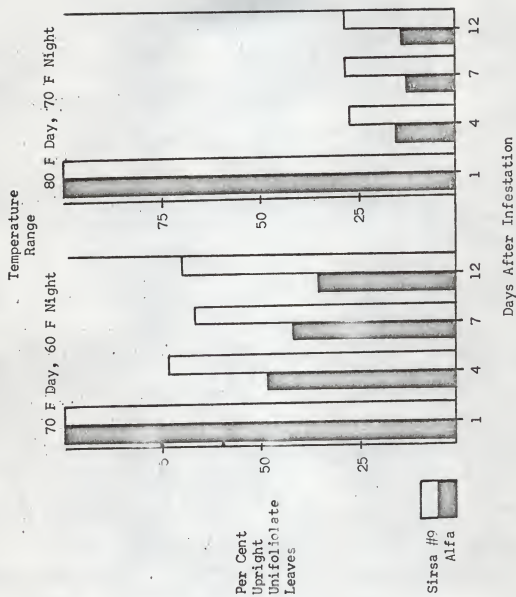 Temperature
Range
70 F Day, 60 F Night
80 F Day, 70 F Night
Per Cent
Upright
Unifoliolate
Leaves
5
50
25
75
50
25
1
4
7
12
1
4
7
12
Days After Infestation
Sirsa #9
Alfa